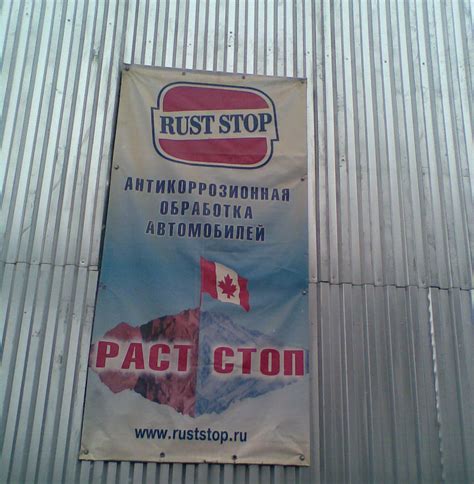 RUST STOP
АНТИКОРРОЗИОННАЯ
ОБРАБОТКА
АВТОМОБИЛЕЙ
РАСТ СТОП
www.ruststop.ru